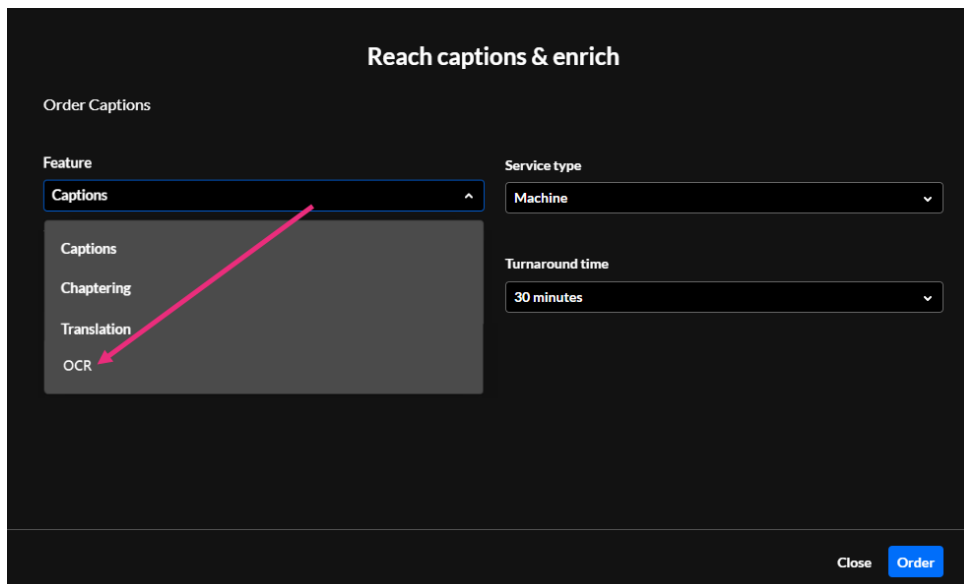 Reach captions & enrich
Order Captions
Feature
Captions
Captions
Chaptering
Translation
OCR
Service type
Machine
Turnaround time
30 minutes
Close
Order